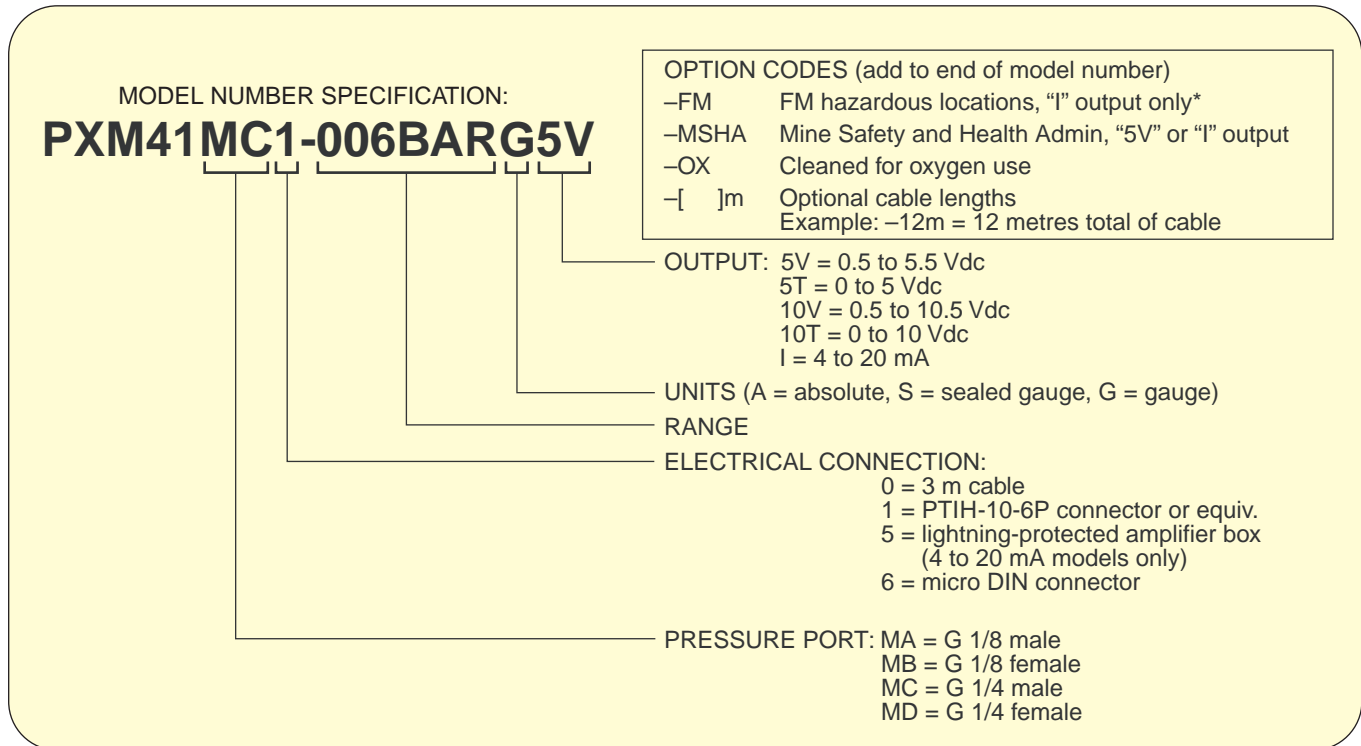 MODEL NUMBER SPECIFICATION:
PXM41MC1-006BARG5V
OPTION CODES (add to end of model number)
–FM FM hazardous locations, “I” output only*
–MSHA Mine Safety and Health Admin, “5V” or “I” output
–OX Cleaned for oxygen use
–[ ]m Optional cable lengths
Example: –12m = 12 metres total of cable
OUTPUT: 5V = 0.5 to 5.5 Vdc
5T = 0 to 5 Vdc
10V = 0.5 to 10.5 Vdc
10T = 0 to 10 Vdc
I = 4 to 20 mA
UNITS (A = absolute, S = sealed gauge, G = gauge)
RANGE
ELECTRICAL CONNECTION:
0 = 3 m cable
1 = PTIH-10-6P connector or equiv.
5 = lightning-protected amplifier box
(4 to 20 mA models only)
6 = micro DIN connector
PRESSURE PORT: MA = G 1/8 male
MB = G 1/8 female
MC = G 1/4 male
MD = G 1/4 female